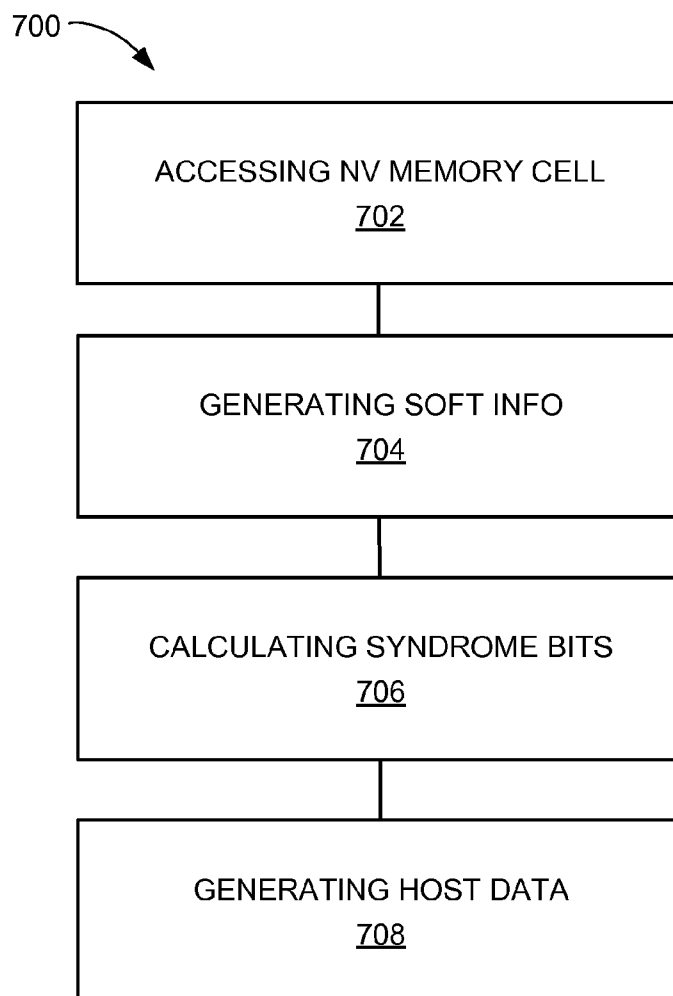 700
ACCESSING NV MEMORY CELL
702
GENERATING SOFT INFO
704
CALCULATING SYNDROME BITS
706
GENERATING HOST DATA
708